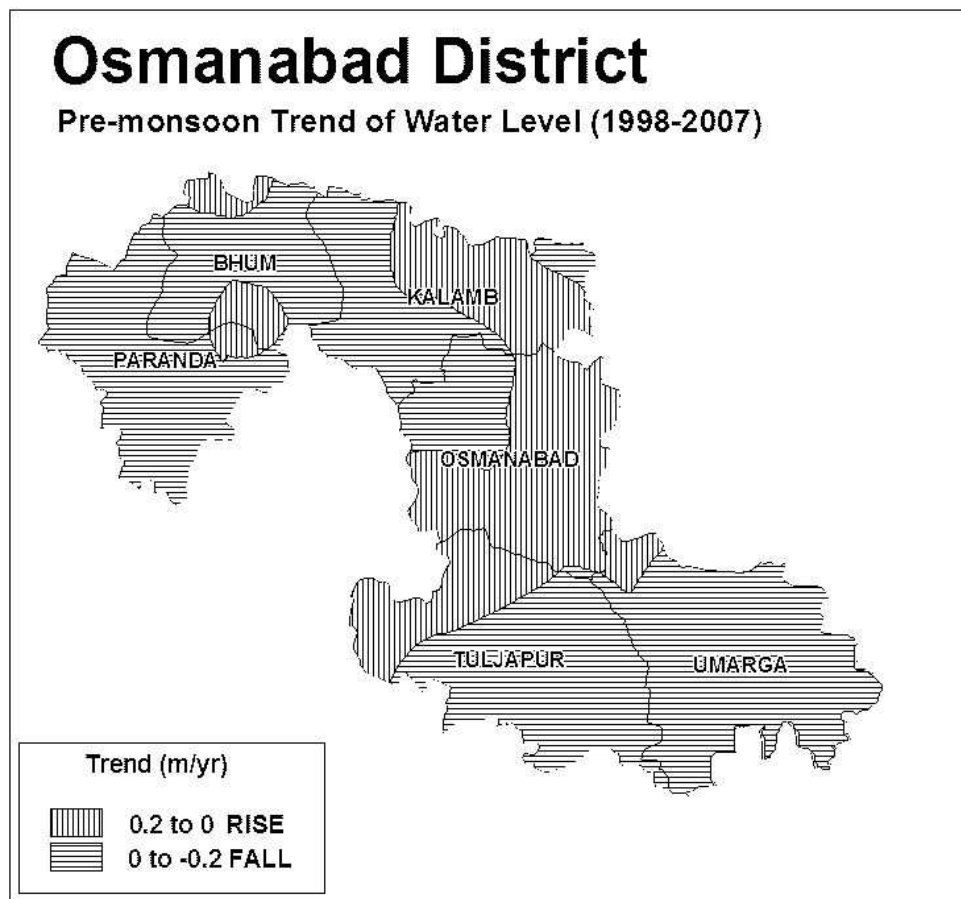 Osmanabad District
Pre-monsoon Trend of Water Level (1998-2007)
BHUM
KALAMB
PARANDA
OSMANABAD
TULJAPUR
UMARGA
Trend (m/yr)
0.2 to 0 RISE
0 to -0.2 FALL